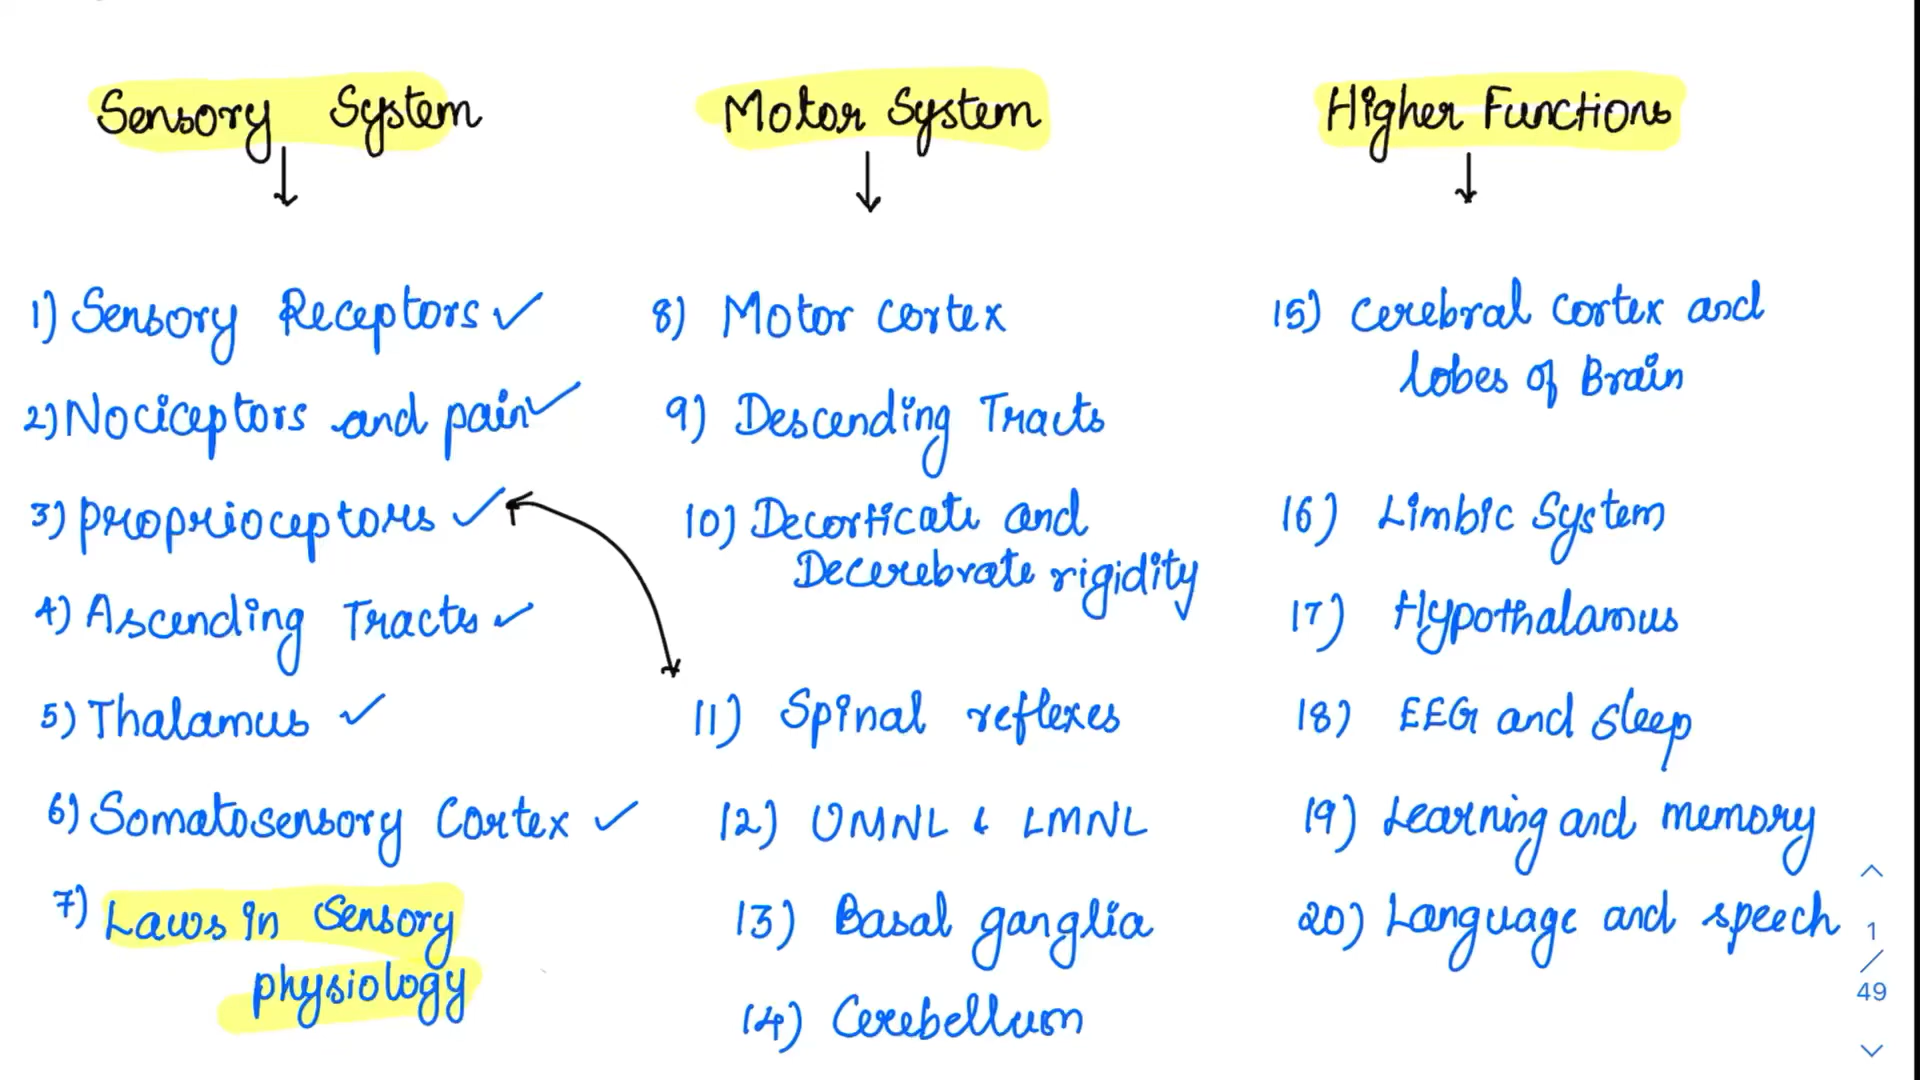 Sensory System
Motor System
Higher Functions
1) Sensory Receptors ✓
2) Nociceptors and pain ✓
3) proprioceptors ✓
4) Ascending Tracts ✓
5) Thalamus ✓
6) Somatosensory Cortex ✓
7) Laws in Sensory
physiology
8) Motor cortex
9) Descending Tracts
10) Decorticate and
Decerebrate rigidity
11) Spinal reflexes
12) UMNL & LMNL
13) Basal ganglia
14) Cerebellum
15) Cerebral cortex and
lobes of Brain
16) Limbic System
17) Hypothalamus
18) EEG and sleep
19) Learning and memory
20) Language and speech
1
/
49